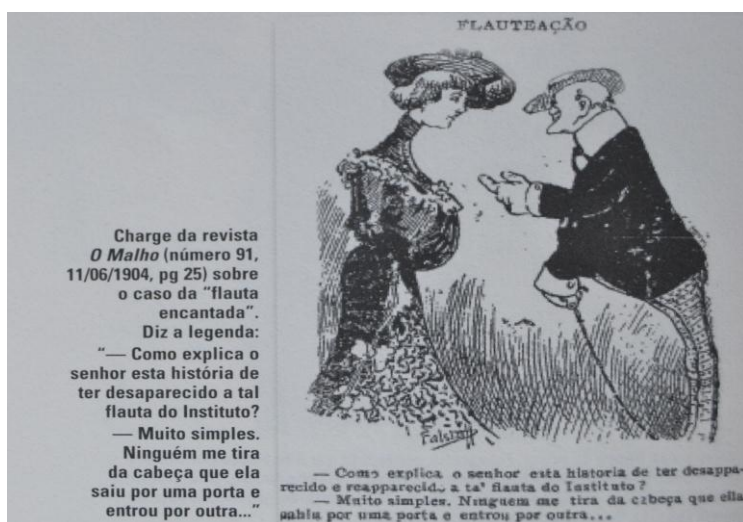 FLAUTEAÇÃO
Charge da revista
O Malho (número 91,
11/06/1904, pg 25) sobre
o caso da “flauta
encantada”.
Diz a legenda:
“— Como explica o
senhor esta história de
ter desaparecido a tal
flauta do Instituto?
— Muito simples.
Ninguém me tira
da cabeça que ela
saiu por uma porta e
entrou por outra...”
— Como explica o senhor esta historia de ter desappa-
recido e reapparecido a ta' flauta do Instituto ?
— Muito simples. Ninguem me tira da cabeça que ella
sahiu por uma porta e entrou por outra...